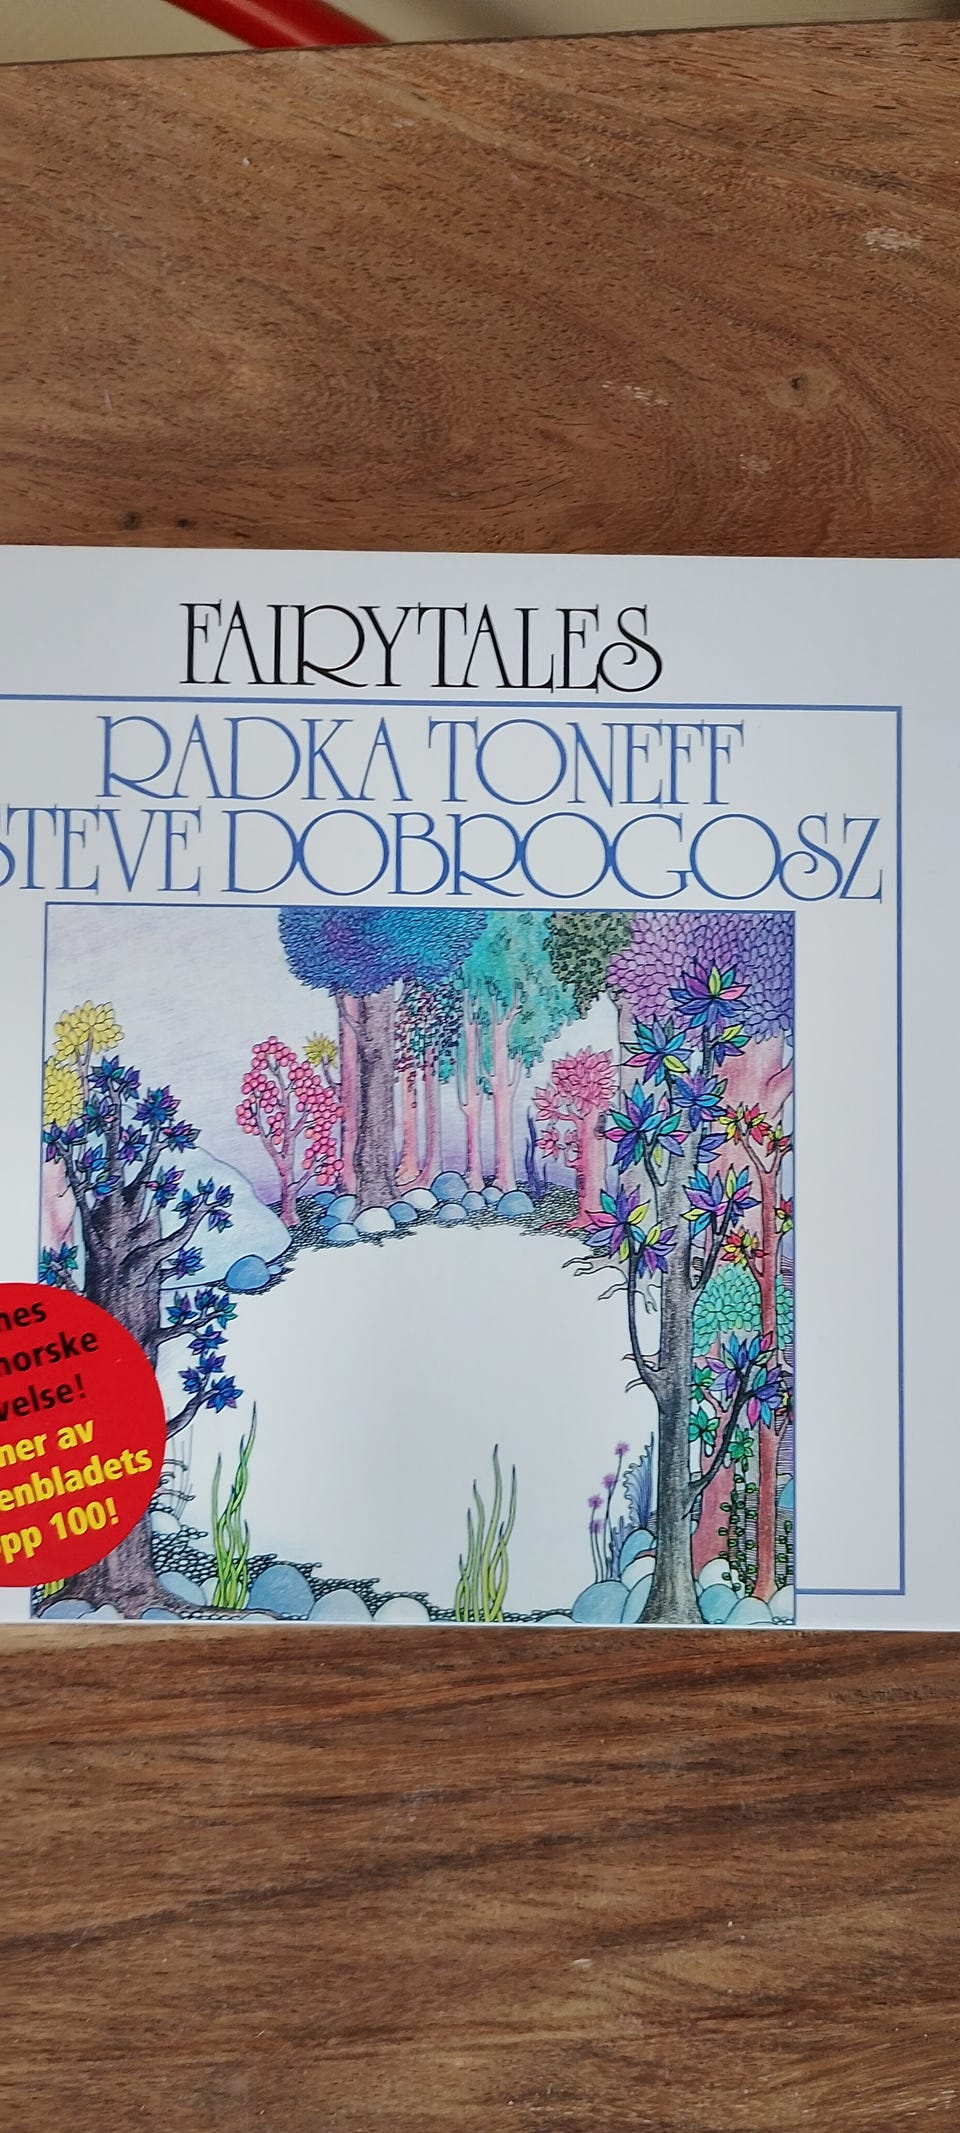 FAIRYTALES
RADKA TONEFF
STEVE DOBROGOSZ
nes
norske
velse!
ner av
enbladets
pp 100!